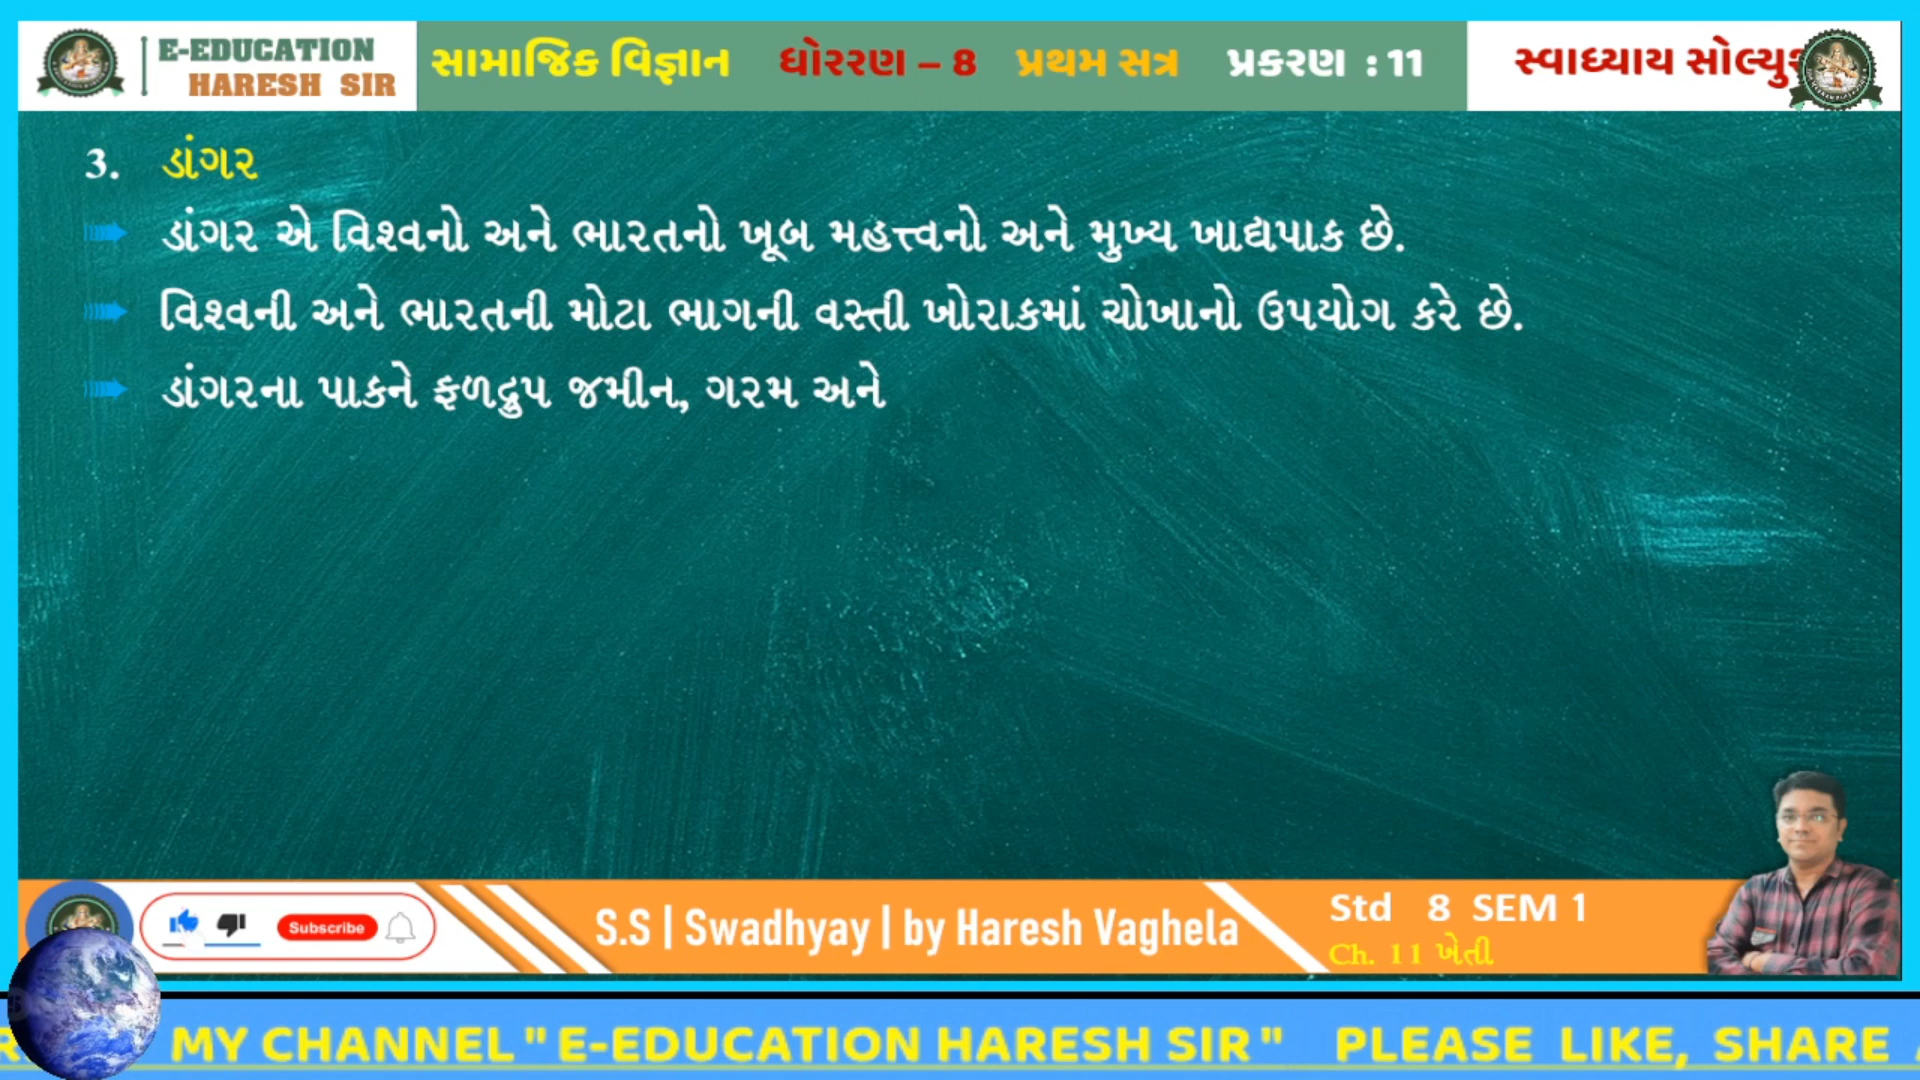 E-EDUCATION
HARESH SIR
સામાજિક વિજ્ઞાન ધોરરણ – 8 પ્રથમ સત્ર પ્રકરણ : 11
સ્વાધ્યાય
3. ડાંગર
ડાંગર એ વિશ્વનો અને ભારતનો ખૂબ મહત્ત્વનો અને મુખ્ય ખાદ્યપાક છે.
વિશ્વની અને ભારતની મોટા ભાગની વસ્તી ખોરાકમાં ચોખાનો ઉપયોગ કરે છે.
ડાંગરના પાકને ફળદ્રુપ જમીન, ગરમ અને
Subscribe
S.S | Swadhyay | by Haresh Vaghela
Std 8 SEM 1
Ch. 11 ખેતી
MY CHANNEL " E-EDUCATION HARESH SIR " PLEASE LIKE, SHARE